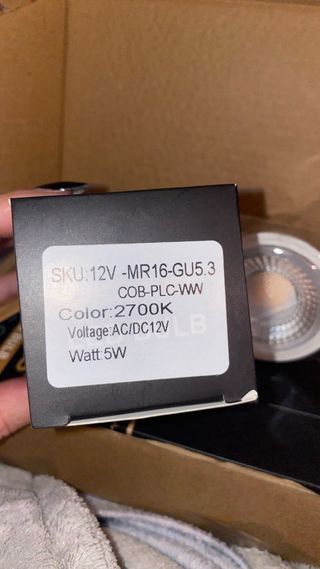 SKU:12V -MR16-GU5.3
COB-PLC-WW
Color:2700K
Voltage:AC/DC12V
Watt:5W